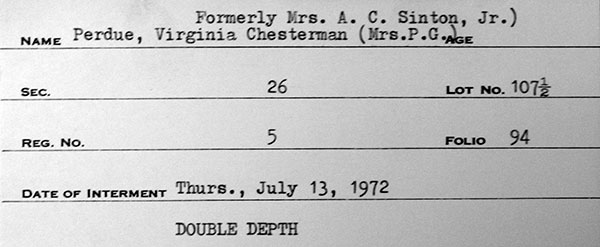 Formerly Mrs. A. C. Sinton, Jr.)
NAME Perdue, Virginia Chesterman (Mrs.P.G.) AGE
SEC. 26 LOT NO. 107½
REG. NO. 5 FOLIO 94
DATE OF INTERMENT Thurs., July 13, 1972
DOUBLE DEPTH